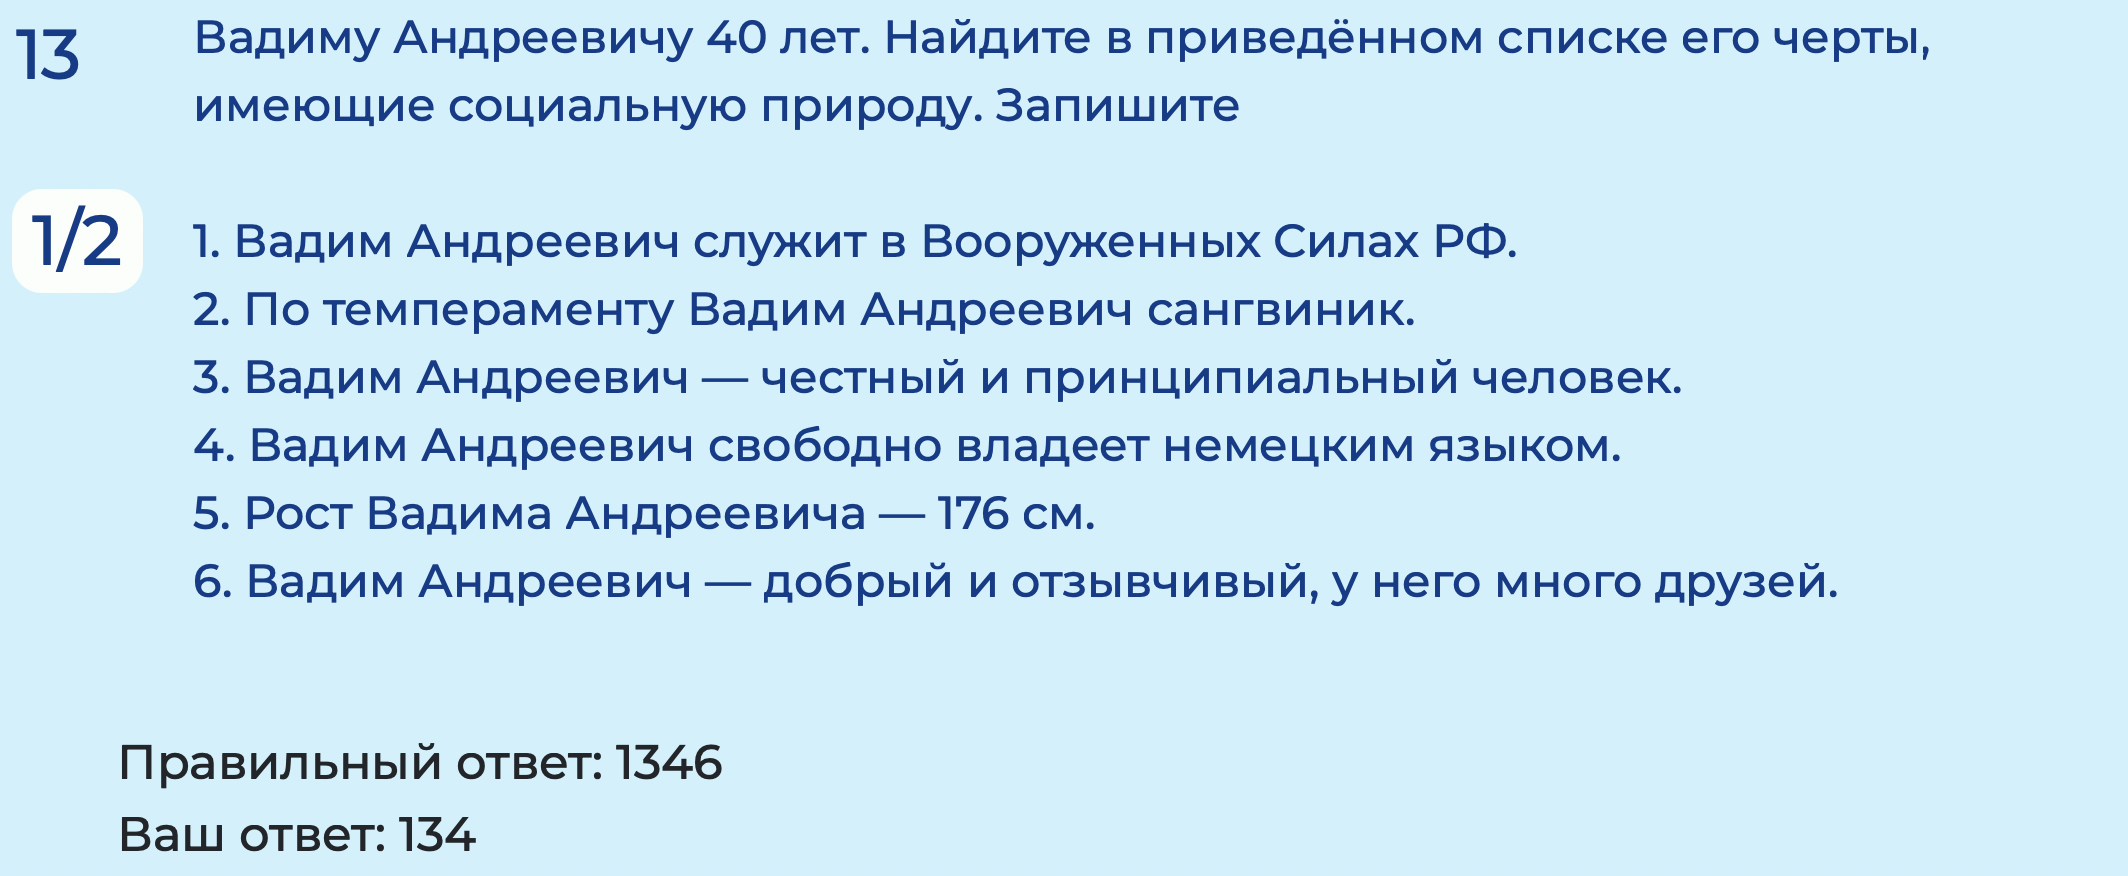 13
Вадиму Андреевичу 40 лет. Найдите в приведённом списке его черты,
имеющие социальную природу. Запишите
1/2
1. Вадим Андреевич служит в Вооруженных Силах РФ.
2. По темпераменту Вадим Андреевич сангвиник.
3. Вадим Андреевич — честный и принципиальный человек.
4. Вадим Андреевич свободно владеет немецким языком.
5. Рост Вадима Андреевича — 176 см.
6. Вадим Андреевич — добрый и отзывчивый, у него много друзей.
Правильный ответ: 1346
Ваш ответ: 134